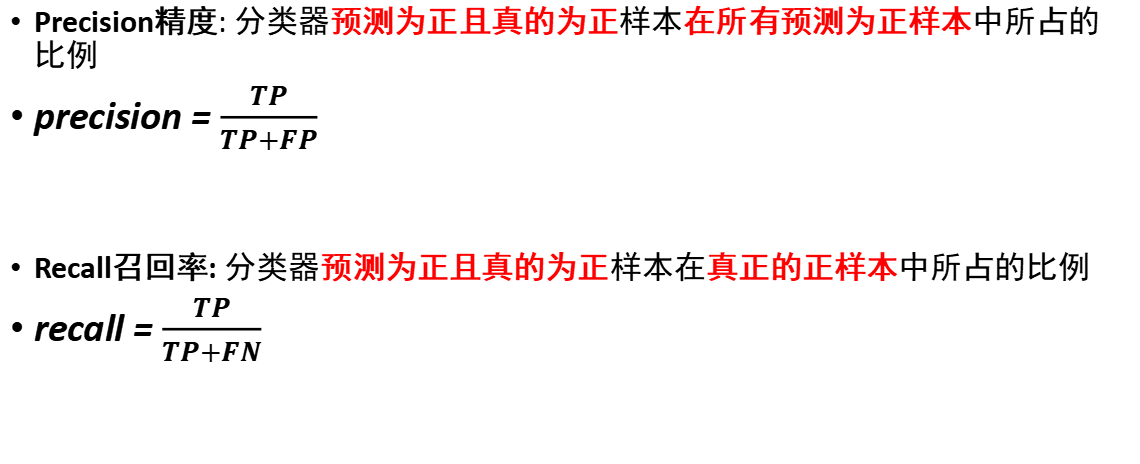 • Precision精度: 分类器预测为正且真的为正样本在所有预测为正样本中所占的
比例
• precision = TP/(TP+FP)
• Recall召回率: 分类器预测为正且真的为正样本在真正的正样本中所占的比例
• recall = TP/(TP+FN)